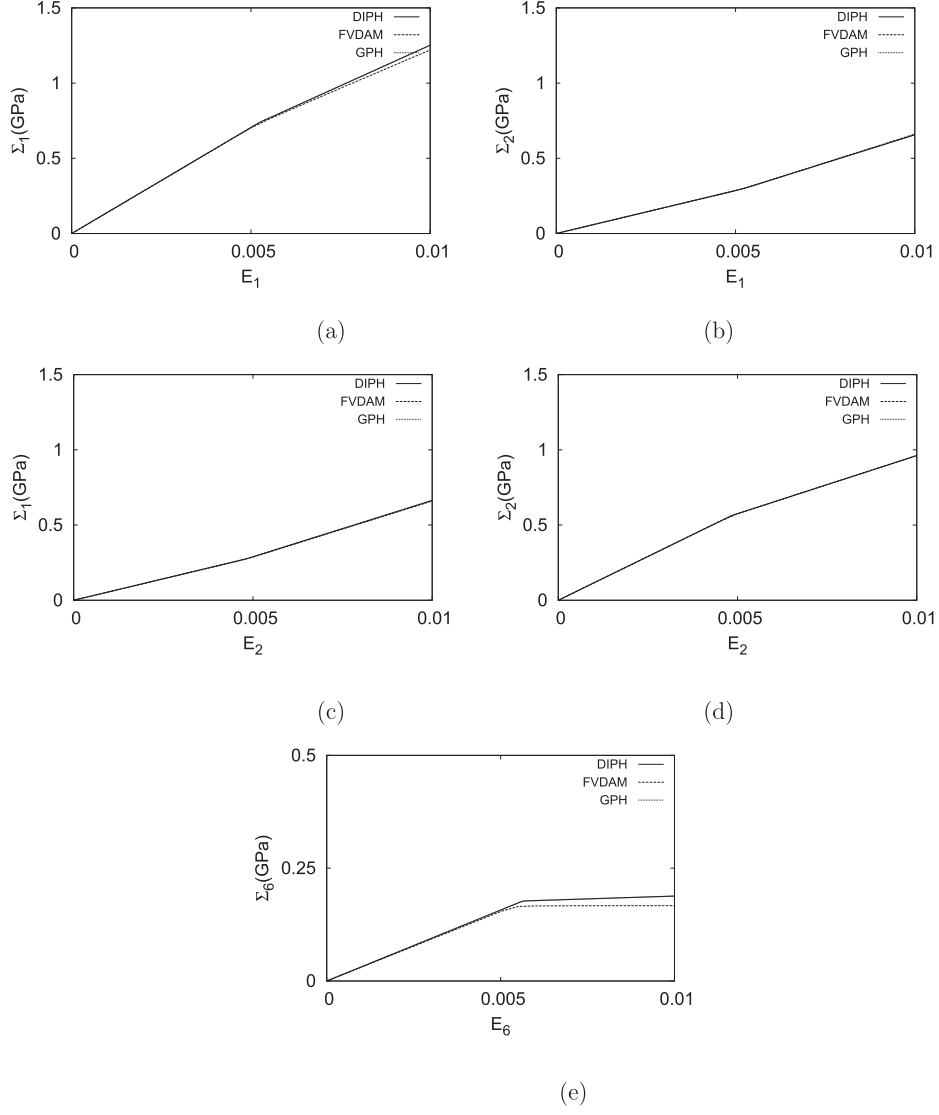 1.5
1
0.5
0
Σ1(GPa)
DIPH
FVDAM
GPH
0
0.005
0.01
E1
(a)
1.5
1
0.5
0
Σ2(GPa)
DIPH
FVDAM
GPH
0
0.005
0.01
E1
(b)
1.5
1
0.5
0
Σ1(GPa)
DIPH
FVDAM
GPH
0
0.005
0.01
E2
(c)
1.5
1
0.5
0
Σ2(GPa)
DIPH
FVDAM
GPH
0
0.005
0.01
E2
(d)
0.5
0.25
0
Σ6(GPa)
DIPH
FVDAM
GPH
0
0.005
0.01
E6
(e)